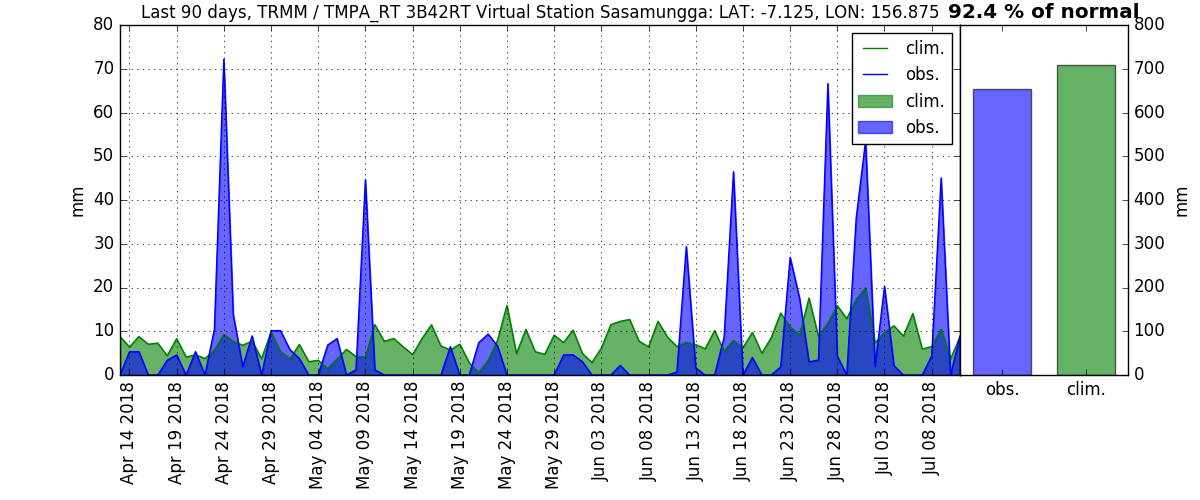 Last 90 days, TRMM / TMPA_RT 3B42RT Virtual Station Sasamungga: LAT: -7.125, LON: 156.875 92.4 % of normal
80
70
60
50
40
30
20
10
0
mm
clim.
obs.
clim.
obs.
800
700
600
500
400
300
200
100
0
mm
obs. clim.
Apr 14 2018
Apr 19 2018
Apr 24 2018
Apr 29 2018
May 04 2018
May 09 2018
May 14 2018
May 19 2018
May 24 2018
May 29 2018
Jun 03 2018
Jun 08 2018
Jun 13 2018
Jun 18 2018
Jun 23 2018
Jun 28 2018
Jul 03 2018
Jul 08 2018